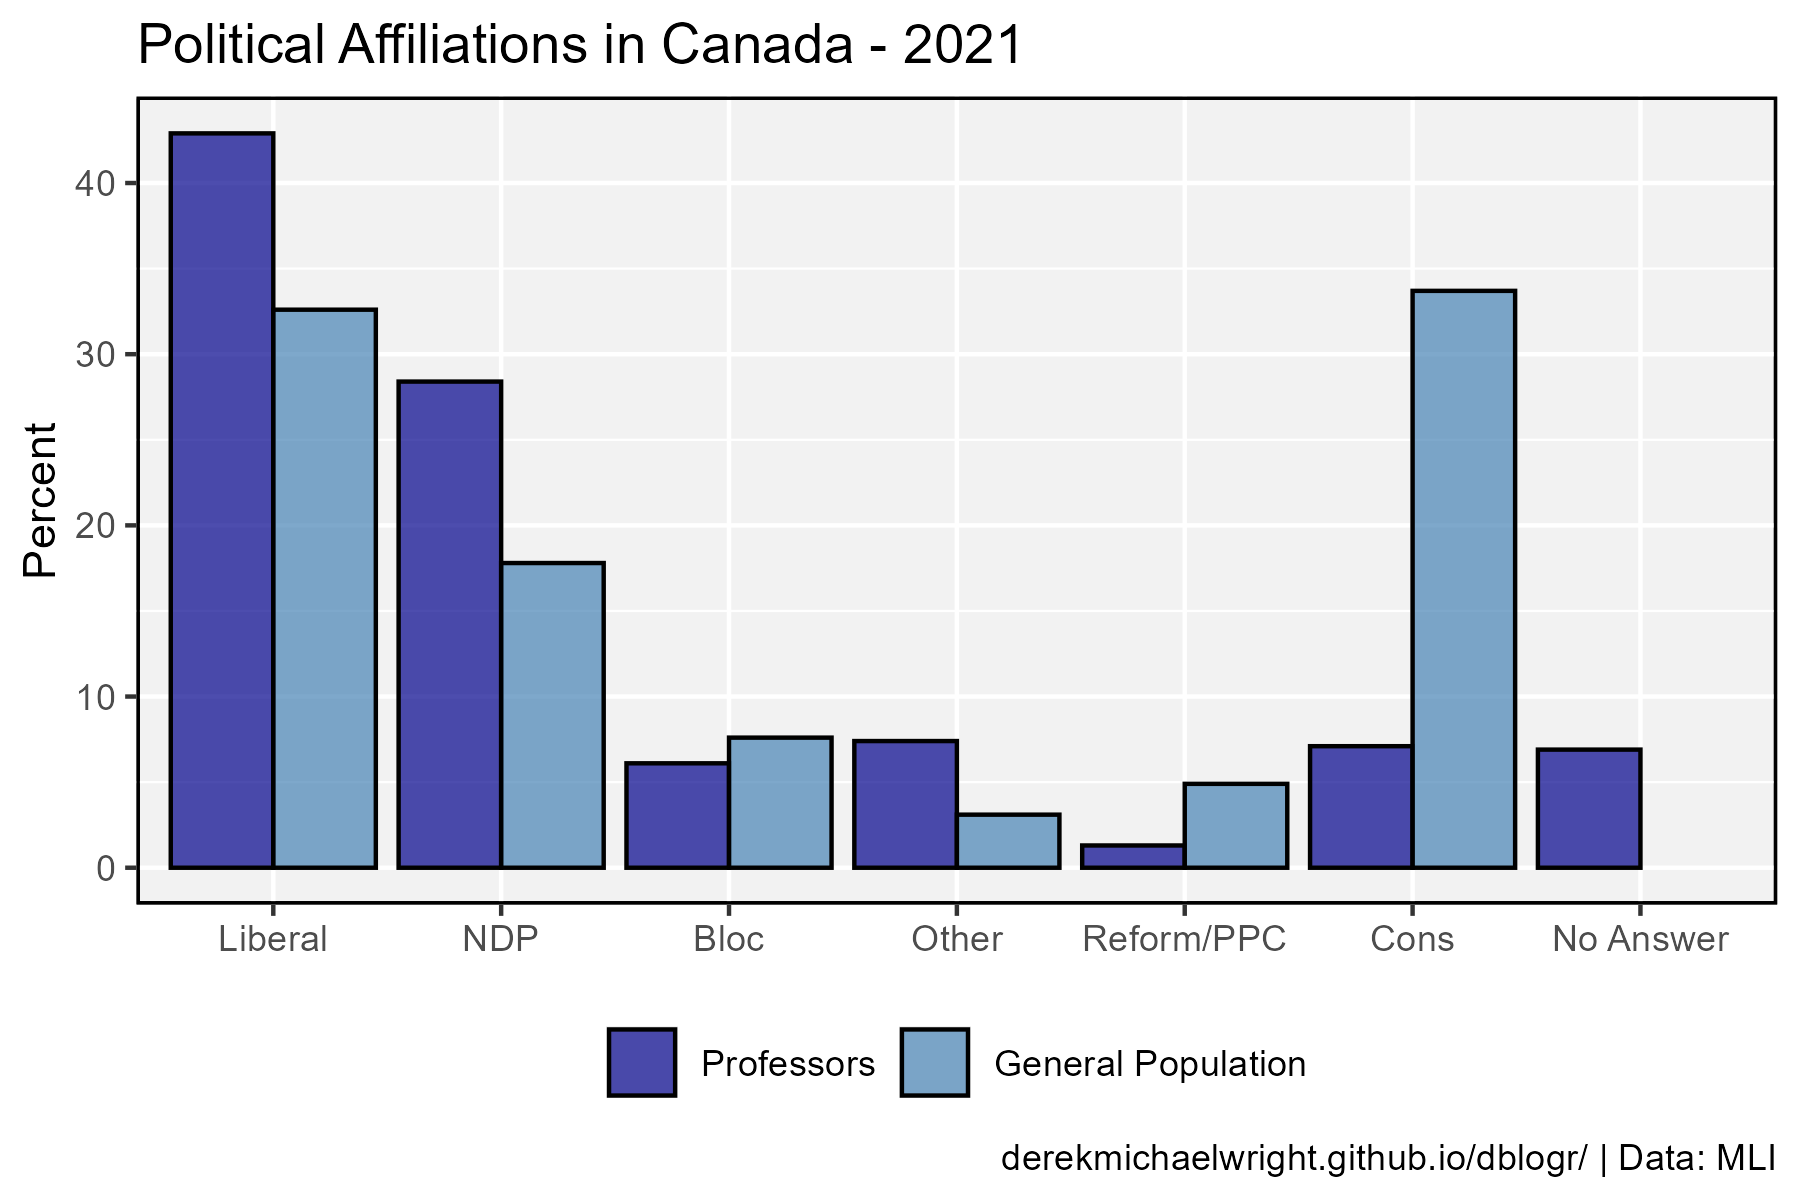 Political Affiliations in Canada - 2021
Percent
40
30
20
10
0
Liberal NDP Bloc Other Reform/PPC Cons No Answer
Professors General Population
derekmichaelwright.github.io/dblogr/ | Data: MLI